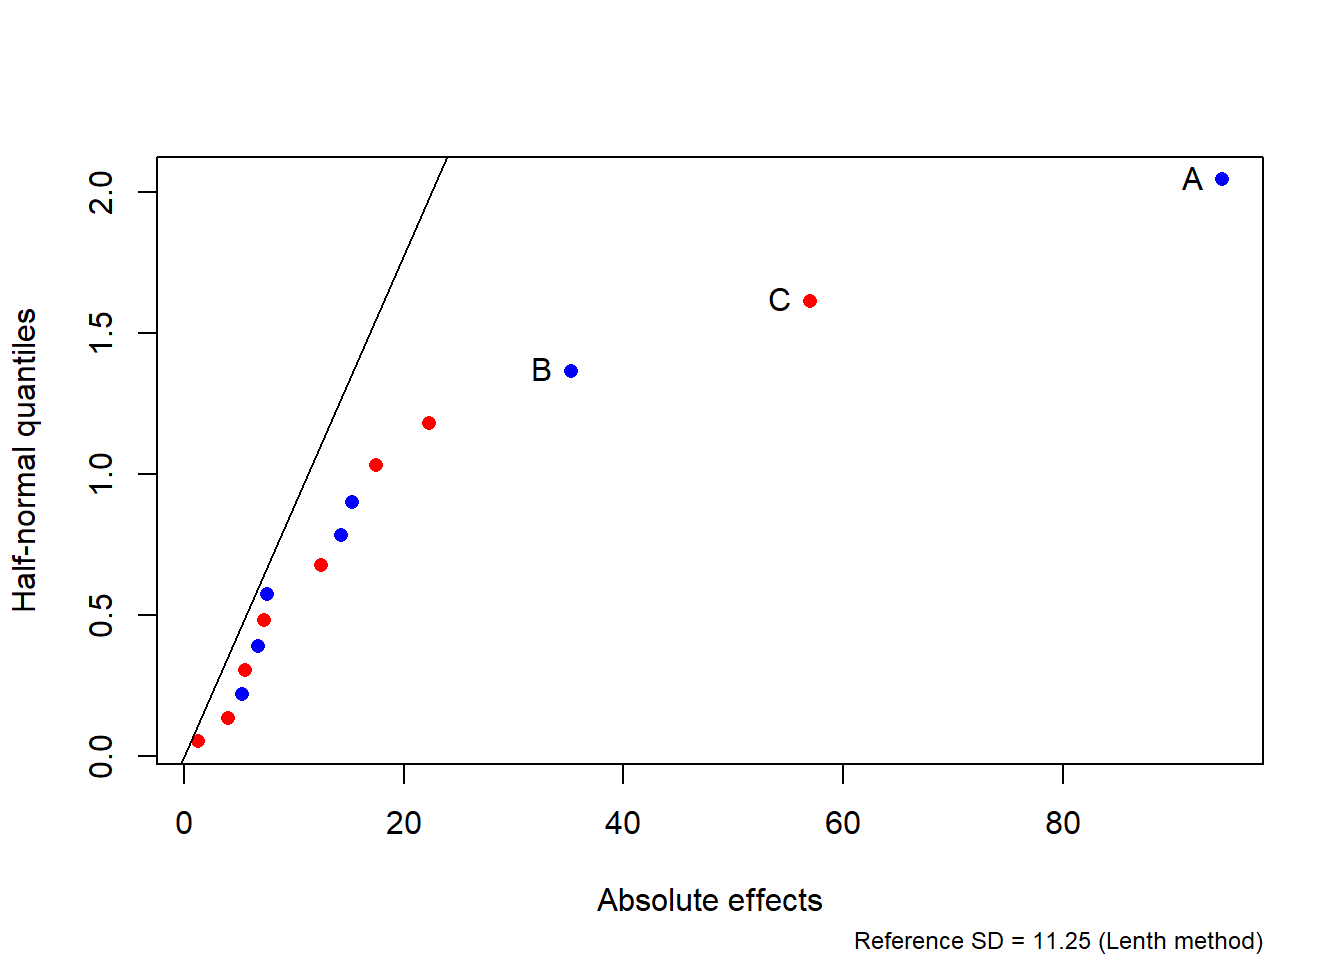 Half-normal quantiles
2.0
1.5
1.0
0.5
0.0
A
C
B
0 20 40 60 80
Absolute effects
Reference SD = 11.25 (Lenth method)